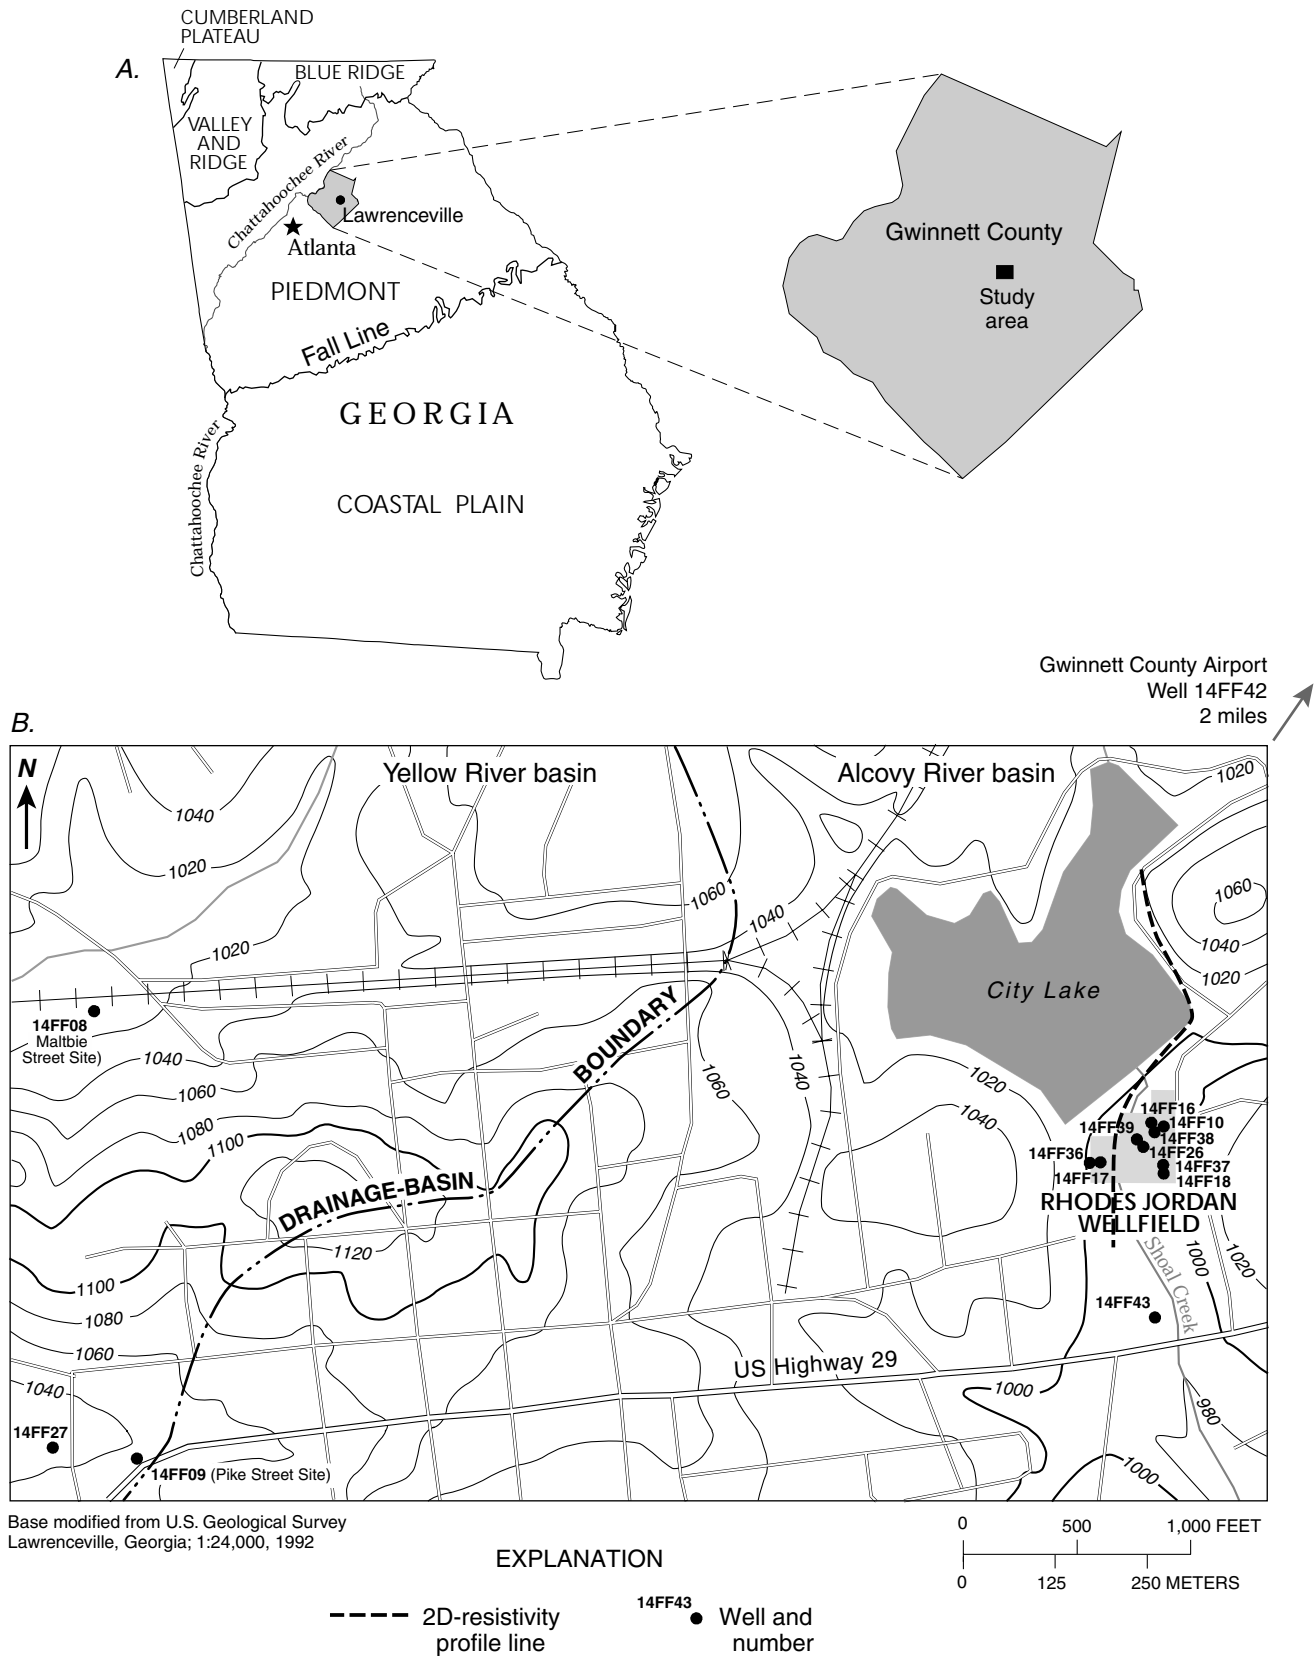 CUMBERLAND
PLATEAU
A.
BLUE RIDGE
VALLEY
AND
RIDGE
Chattahoochee River
Lawrenceville
Atlanta
PIEDMONT
Fall Line
GEORGIA
Chattahoochee River
COASTAL PLAIN
Gwinnett County
Study
area
Gwinnett County Airport
Well 14FF42
2 miles
B.
N
Yellow River basin
Alcovy River basin
1020
1040
1020
1060
1060
1040
1040
1020
1020
City Lake
14FF08
Maltbie
Street Site)
1040
BOUNDARY
1060
1040
1020
1060
1080
1100
1040
14FF16
14FF10
14FF39
14FF38
14FF36
14FF26
14FF37
14FF17
14FF18
DRAINAGE-BASIN
RHODES JORDAN
WELLFIELD
1120
1000
1020
Shoal Creek
1100
1080
14FF43
1060
US Highway 29
1040
1000
980
14FF27
14FF09 (Pike Street Site)
1000
Base modified from U.S. Geological Survey
Lawrenceville, Georgia; 1:24,000, 1992
0 500 1,000 FEET
0 125 250 METERS
EXPLANATION
2D-resistivity
profile line
14FF43
Well and
number